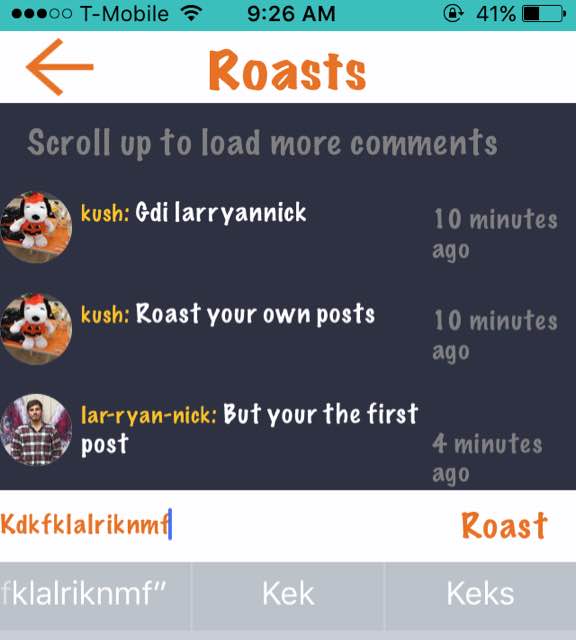 T-Mobile 9:26 AM 41%
Roasts
Scroll up to load more comments
kush: Gdi larryannick
10 minutes
ago
kush: Roast your own posts
10 minutes
ago
lar-ryan-nick: But your the first
post
4 minutes
ago
Kdkfklalriknmf Roast
fklalriknmf” Kek Keks